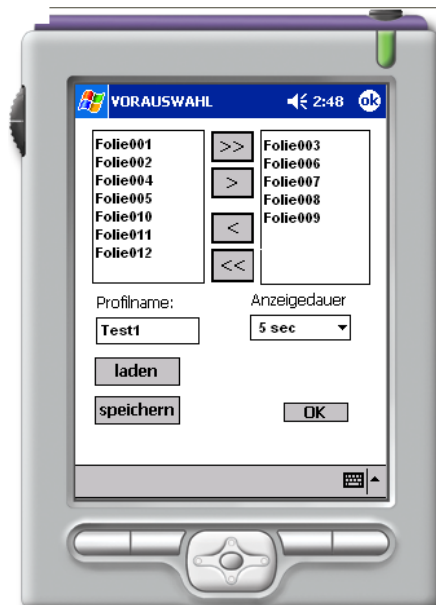 VORAUSWAHL 2:48 ok
Folie001
Folie002
Folie004
Folie005
Folie010
Folie011
Folie012
>>
>
<
<<
Folie003
Folie006
Folie007
Folie008
Folie009
Profilname:
Test1
Anzeigedauer
5 sec
laden
speichern
OK